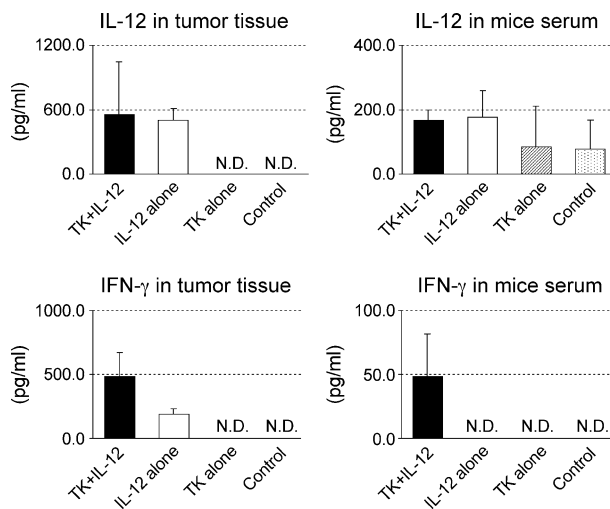 IL-12 in tumor tissue
1200.0
600.0
0.0
(pg/ml)
N.D. N.D.
TK+IL-12
IL-12 alone
TK alone
Control
IL-12 in mice serum
400.0
200.0
0.0
(pg/ml)
TK+IL-12
IL-12 alone
TK alone
Control
IFN-γ in tumor tissue
1000.0
500.0
0.0
(pg/ml)
N.D. N.D.
TK+IL-12
IL-12 alone
TK alone
Control
IFN-γ in mice serum
100.0
50.0
0.0
(pg/ml)
N.D. N.D. N.D.
TK+IL-12
IL-12 alone
TK alone
Control